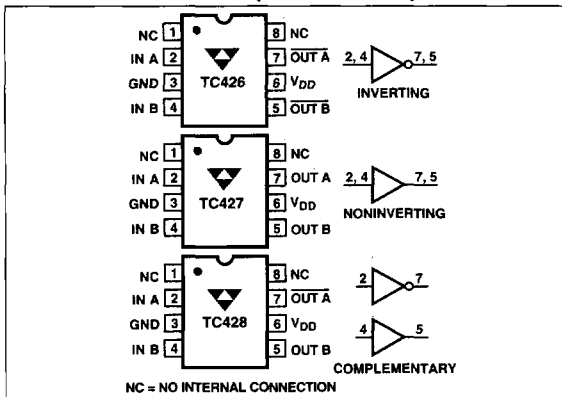 NC 1 8 NC
IN A 2 7 OUT A 2, 4 7, 5
GND 3 TC426 6 VDD
IN B 4 5 OUT B INVERTING
NC 1 8 NC
IN A 2 7 OUT A 2, 4 7, 5
GND 3 TC427 6 VDD
IN B 4 5 OUT B NONINVERTING
NC 1 8 NC 2 7
IN A 2 7 OUT A
GND 3 TC428 6 VDD 4 5
IN B 4 5 OUT B
COMPLEMENTARY
NC = NO INTERNAL CONNECTION